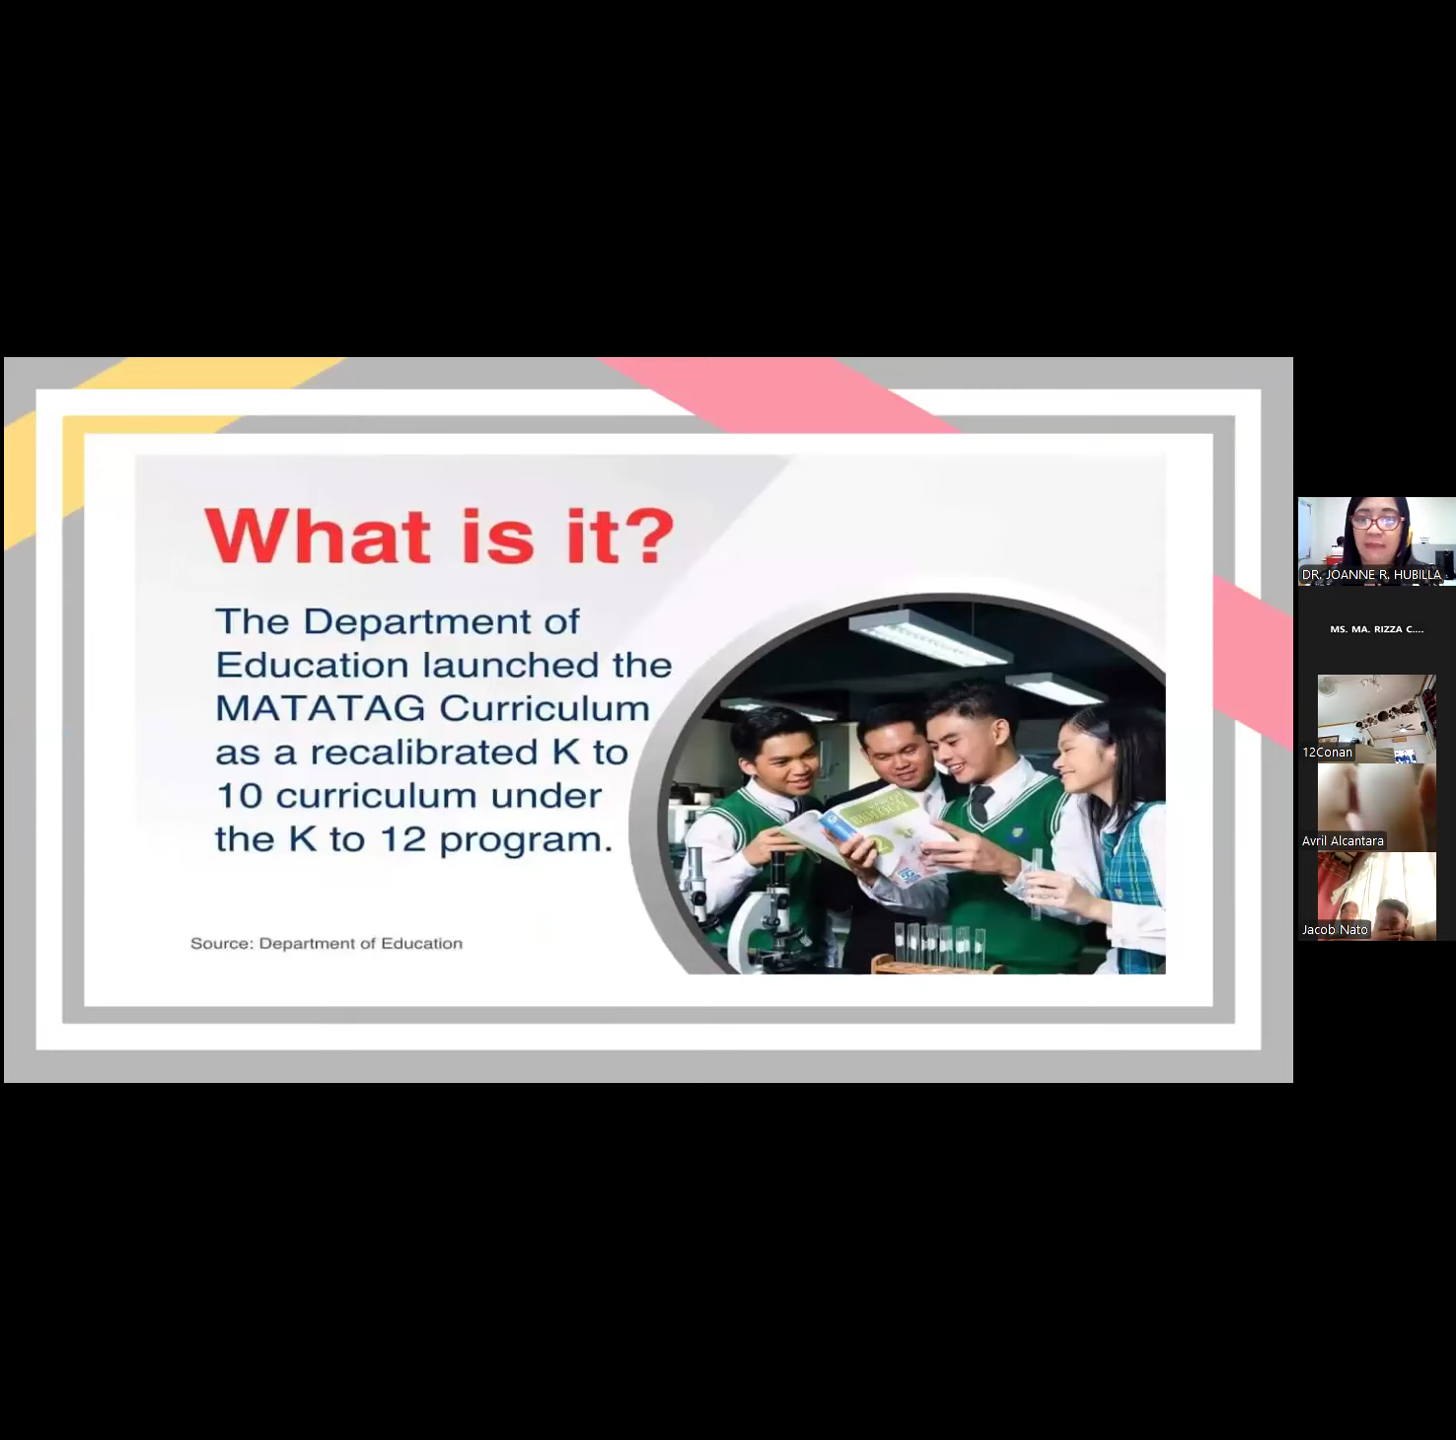 What is it?
The Department of
Education launched the
MATATAG Curriculum
as a recalibrated K to
10 curriculum under
the K to 12 program.
Source: Department of Education
DR. JOANNE R. HUBILLA
MS. MA. RIZZA C....
12Conan
Avril Alcantara
Jacob Nato